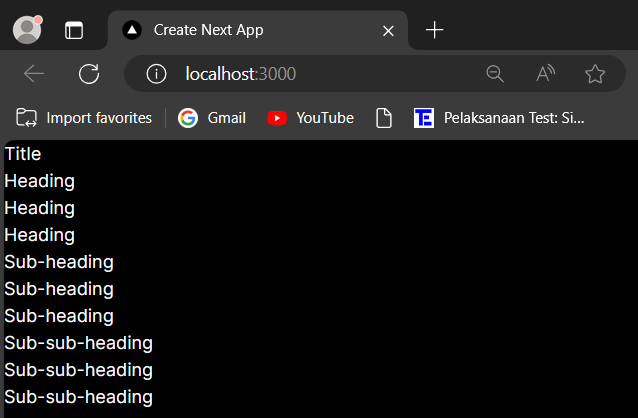 Create Next App
localhost:3000
Import favorites Gmail YouTube Pelaksanaan Test: Si...
Title
Heading
Heading
Heading
Sub-heading
Sub-heading
Sub-heading
Sub-sub-heading
Sub-sub-heading
Sub-sub-heading